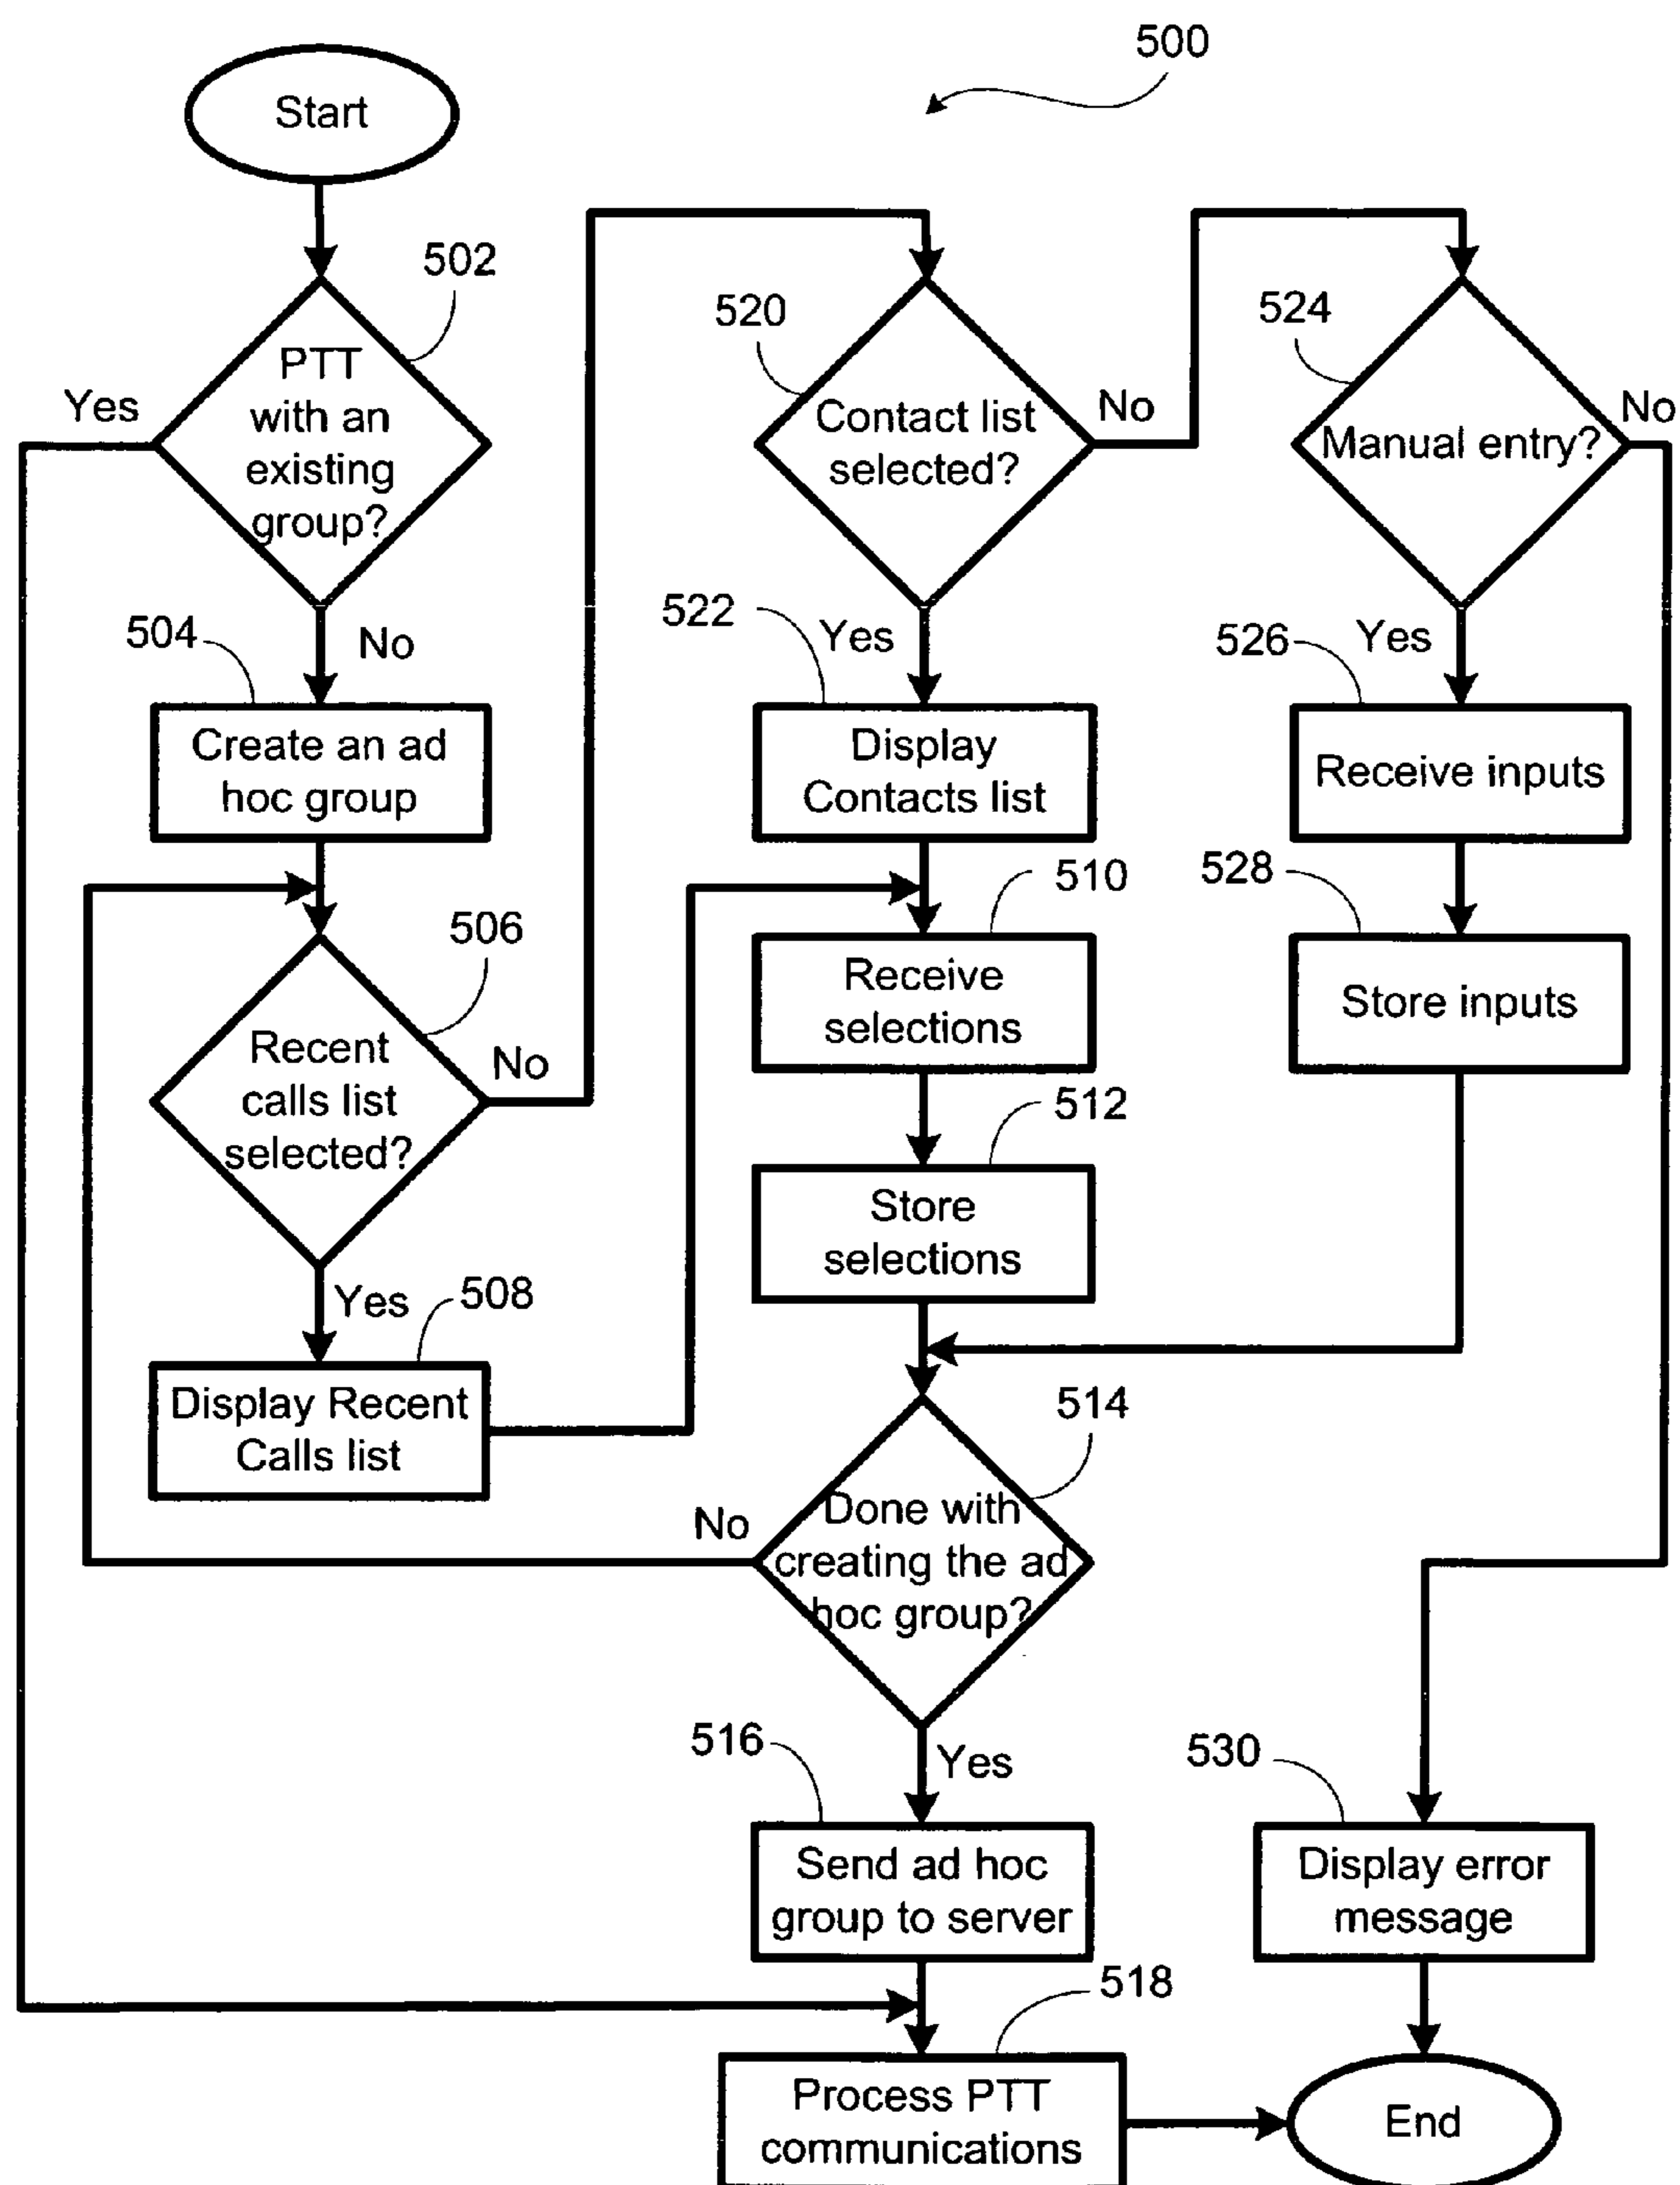 500
Start
502
PTT
with an
existing
group?
Yes
No
504
Create an ad
hoc group
506
Recent
calls list
selected?
No
Yes
508
Display Recent
Calls list
520
Contact list
selected?
No
Yes
522
Display
Contacts list
510
Receive
selections
512
Store
selections
514
Done with
creating the ad
hoc group?
No
Yes
516
Send ad hoc
group to server
518
Process PTT
communications
524
Manual entry?
No
Yes
526
Receive inputs
528
Store inputs
530
Display error
message
End